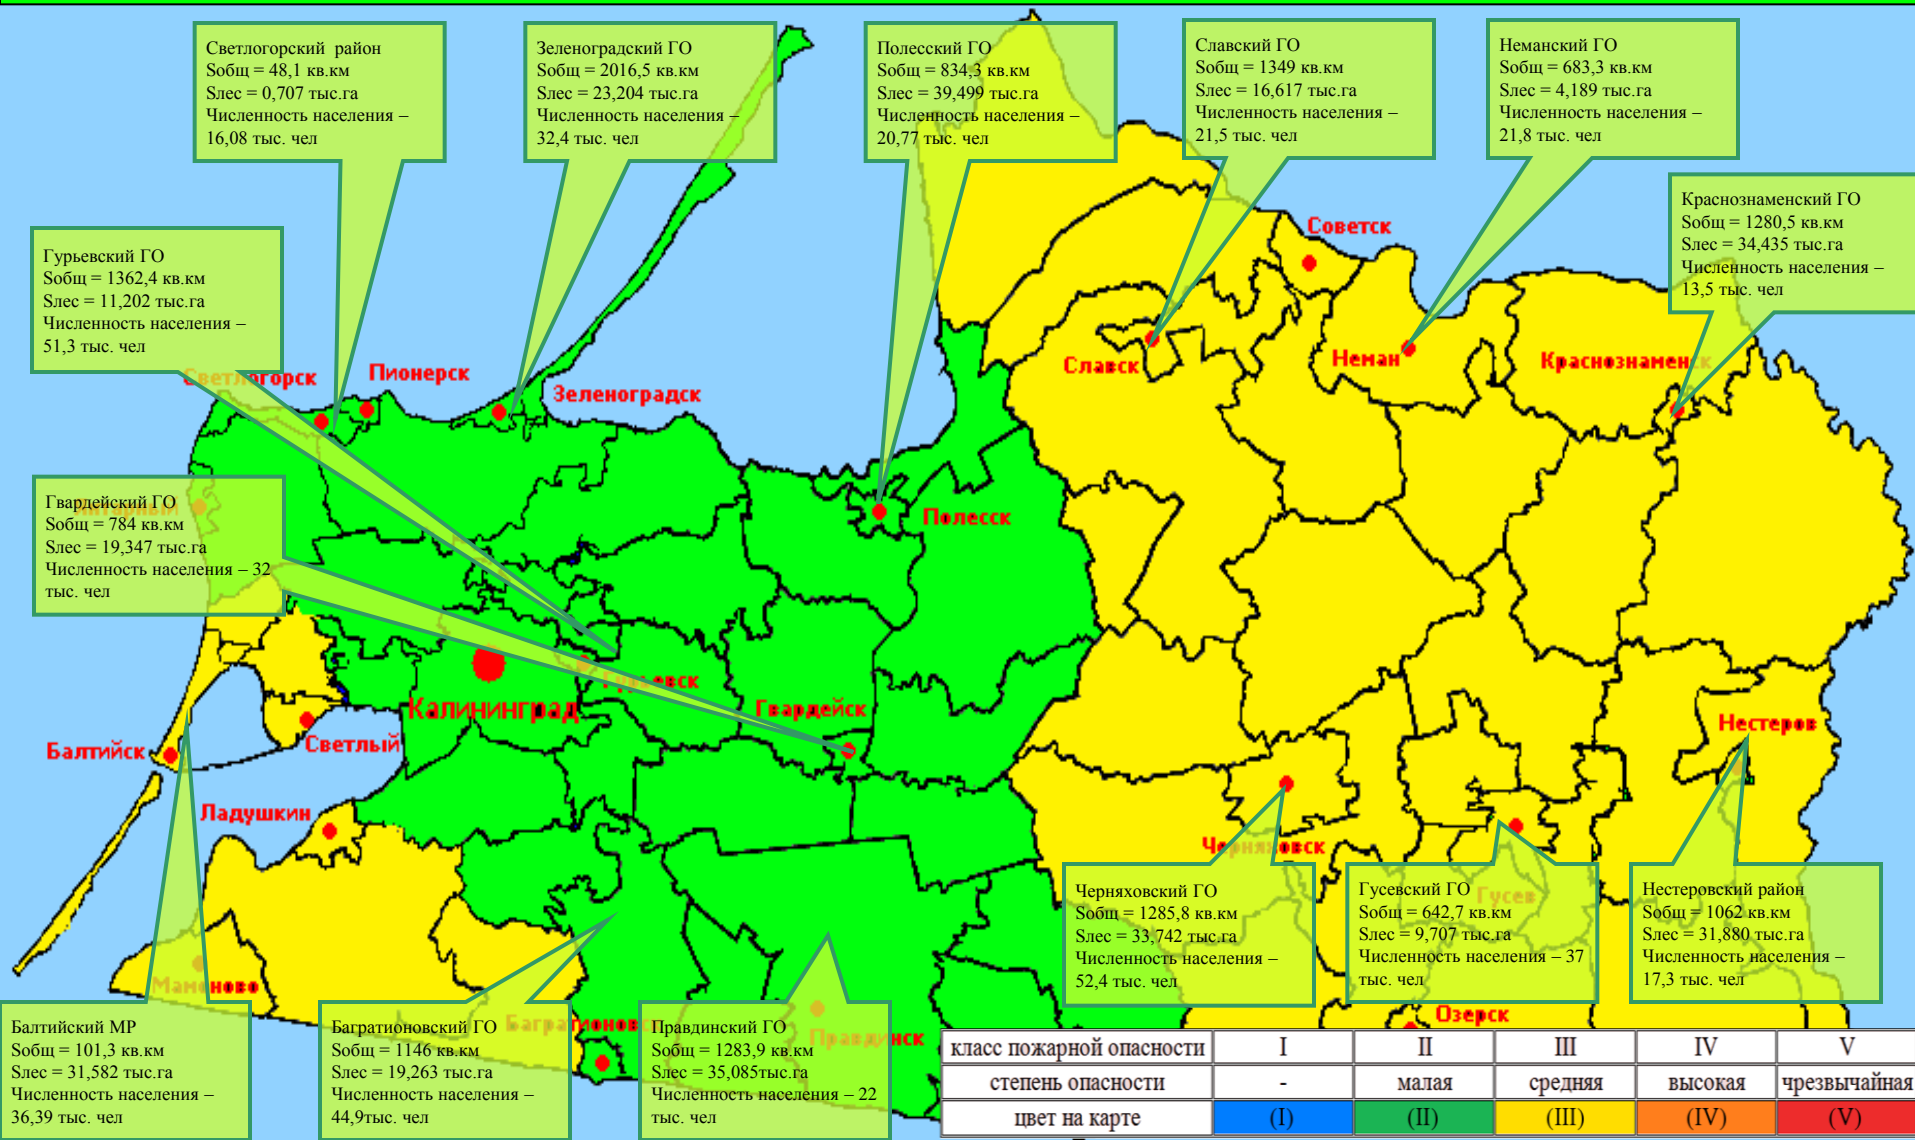 Светлогорский район
Sобщ = 48,1 кв.км
Sлес = 0,707 тыс.га
Численность населения –
16,08 тыс. чел
Зеленоградский ГО
Sобщ = 2016,5 кв.км
Sлес = 23,204 тыс.га
Численность населения –
32,4 тыс. чел
Полесский ГО
Sобщ = 834,3 кв.км
Sлес = 39,499 тыс.га
Численность населения –
20,77 тыс. чел
Славский ГО
Sобщ = 1349 кв.км
Sлес = 16,617 тыс.га
Численность населения –
21,5 тыс. чел
Неманский ГО
Sобщ = 683,3 кв.км
Sлес = 4,189 тыс.га
Численность населения –
21,8 тыс. чел
Краснознаменский ГО
Sобщ = 1280,5 кв.км
Sлес = 34,435 тыс.га
Численность населения –
13,5 тыс. чел
Гурьевский ГО
Sобщ = 1362,4 кв.км
Sлес = 11,202 тыс.га
Численность населения –
51,3 тыс. чел
Советск
Светлогорск
Пионерск
Зеленоградск
Славск
Неман
Краснознаменск
Гвардейский ГО
Sобщ = 784 кв.км
Sлес = 19,347 тыс.га
Численность населения – 32
тыс. чел
Янтарный
Полесск
Гурьевск
Калининград
Гвардейск
Нестеров
Балтийск
Светлый
Ладушкин
Черняховск
Гусев
Мамоново
Багратионовск
Правдинск
Озерск
Черняховский ГО
Sобщ = 1285,8 кв.км
Sлес = 33,742 тыс.га
Численность населения –
52,4 тыс. чел
Гусевский ГО
Sобщ = 642,7 кв.км
Sлес = 9,707 тыс.га
Численность населения – 37
тыс. чел
Нестеровский район
Sобщ = 1062 кв.км
Sлес = 31,880 тыс.га
Численность населения –
17,3 тыс. чел
Балтийский МР
Sобщ = 101,3 кв.км
Sлес = 31,582 тыс.га
Численность населения –
36,39 тыс. чел
Багратионовский ГО
Sобщ = 1146 кв.км
Sлес = 19,263 тыс.га
Численность населения –
44,9тыс. чел
Правдинский ГО
Sобщ = 1283,9 кв.км
Sлес = 35,085тыс.га
Численность населения – 22
тыс. чел
класс пожарной опасности I II III IV V
степень опасности - малая средняя высокая чрезвычайная
цвет на карте (I) (II) (III) (IV) (V)